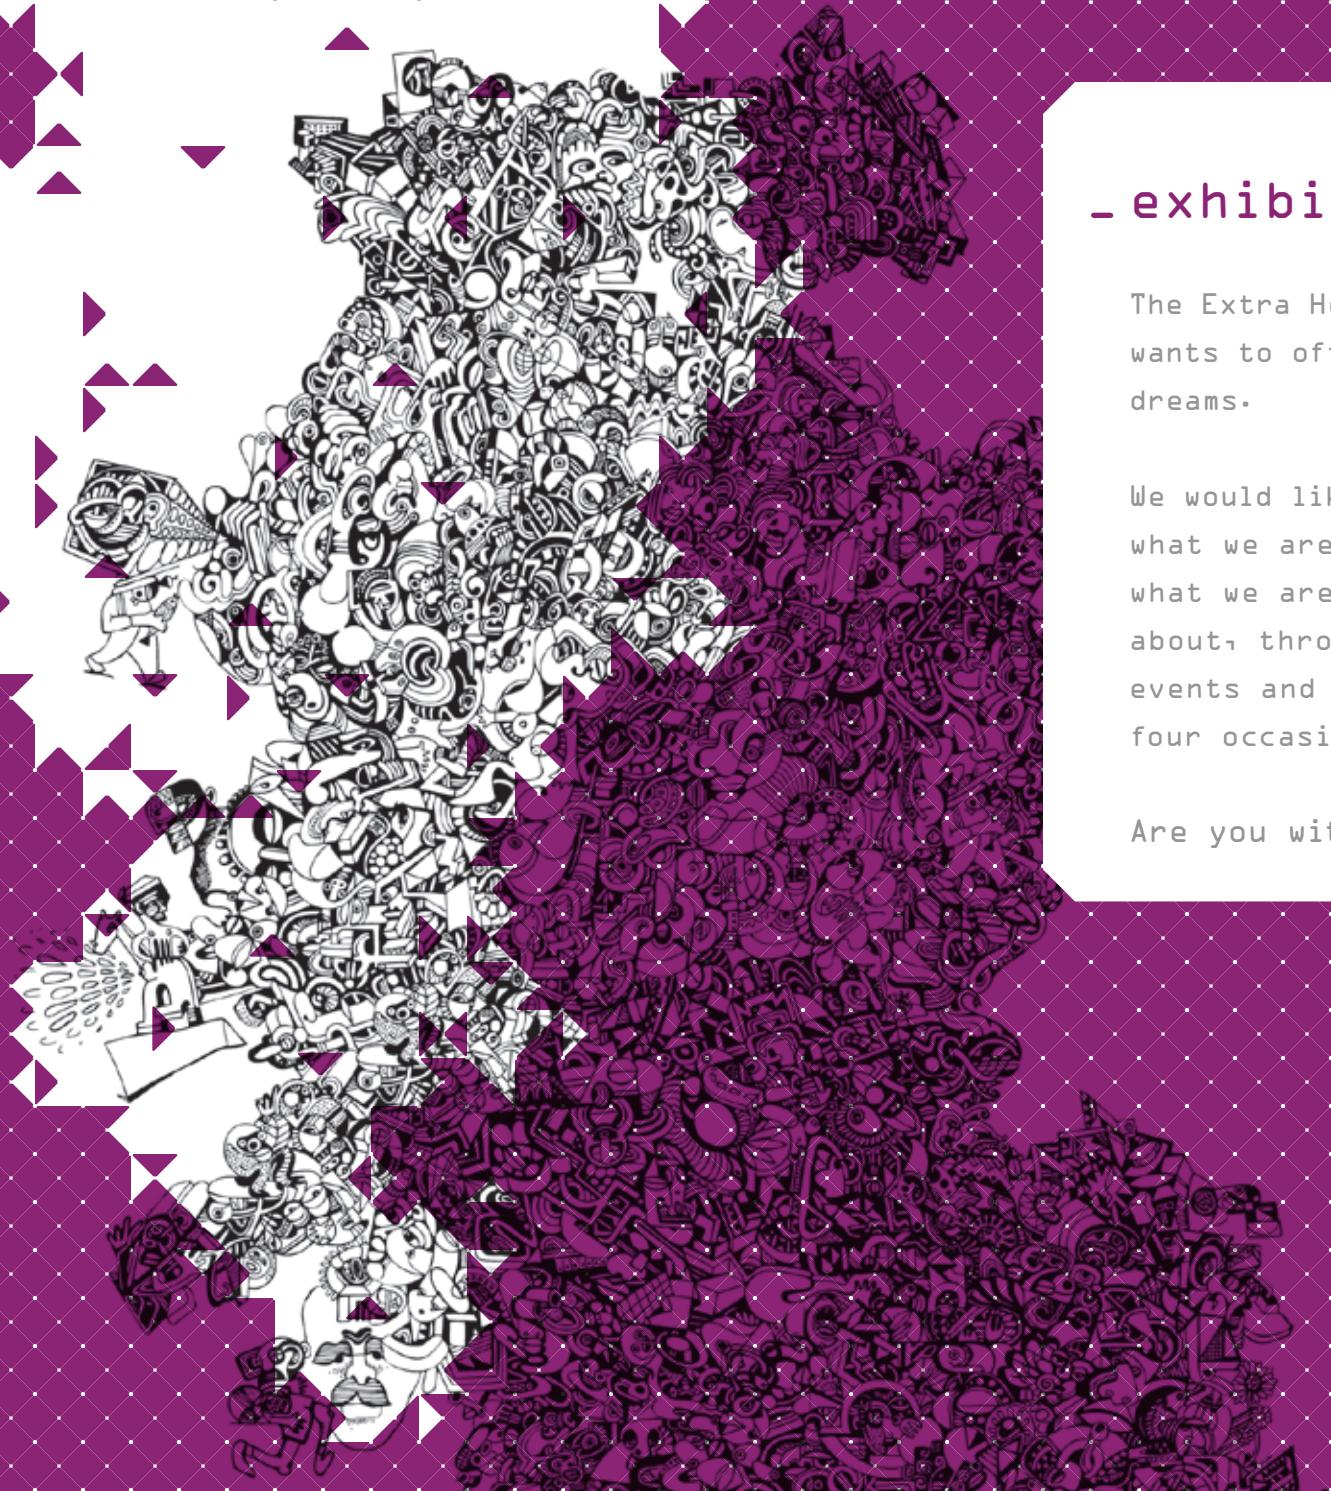 _exhibi
The Extra H
wants to of
dreams.
We would li
what we are
what we are
about, thro
events and
four occasi
Are you wi